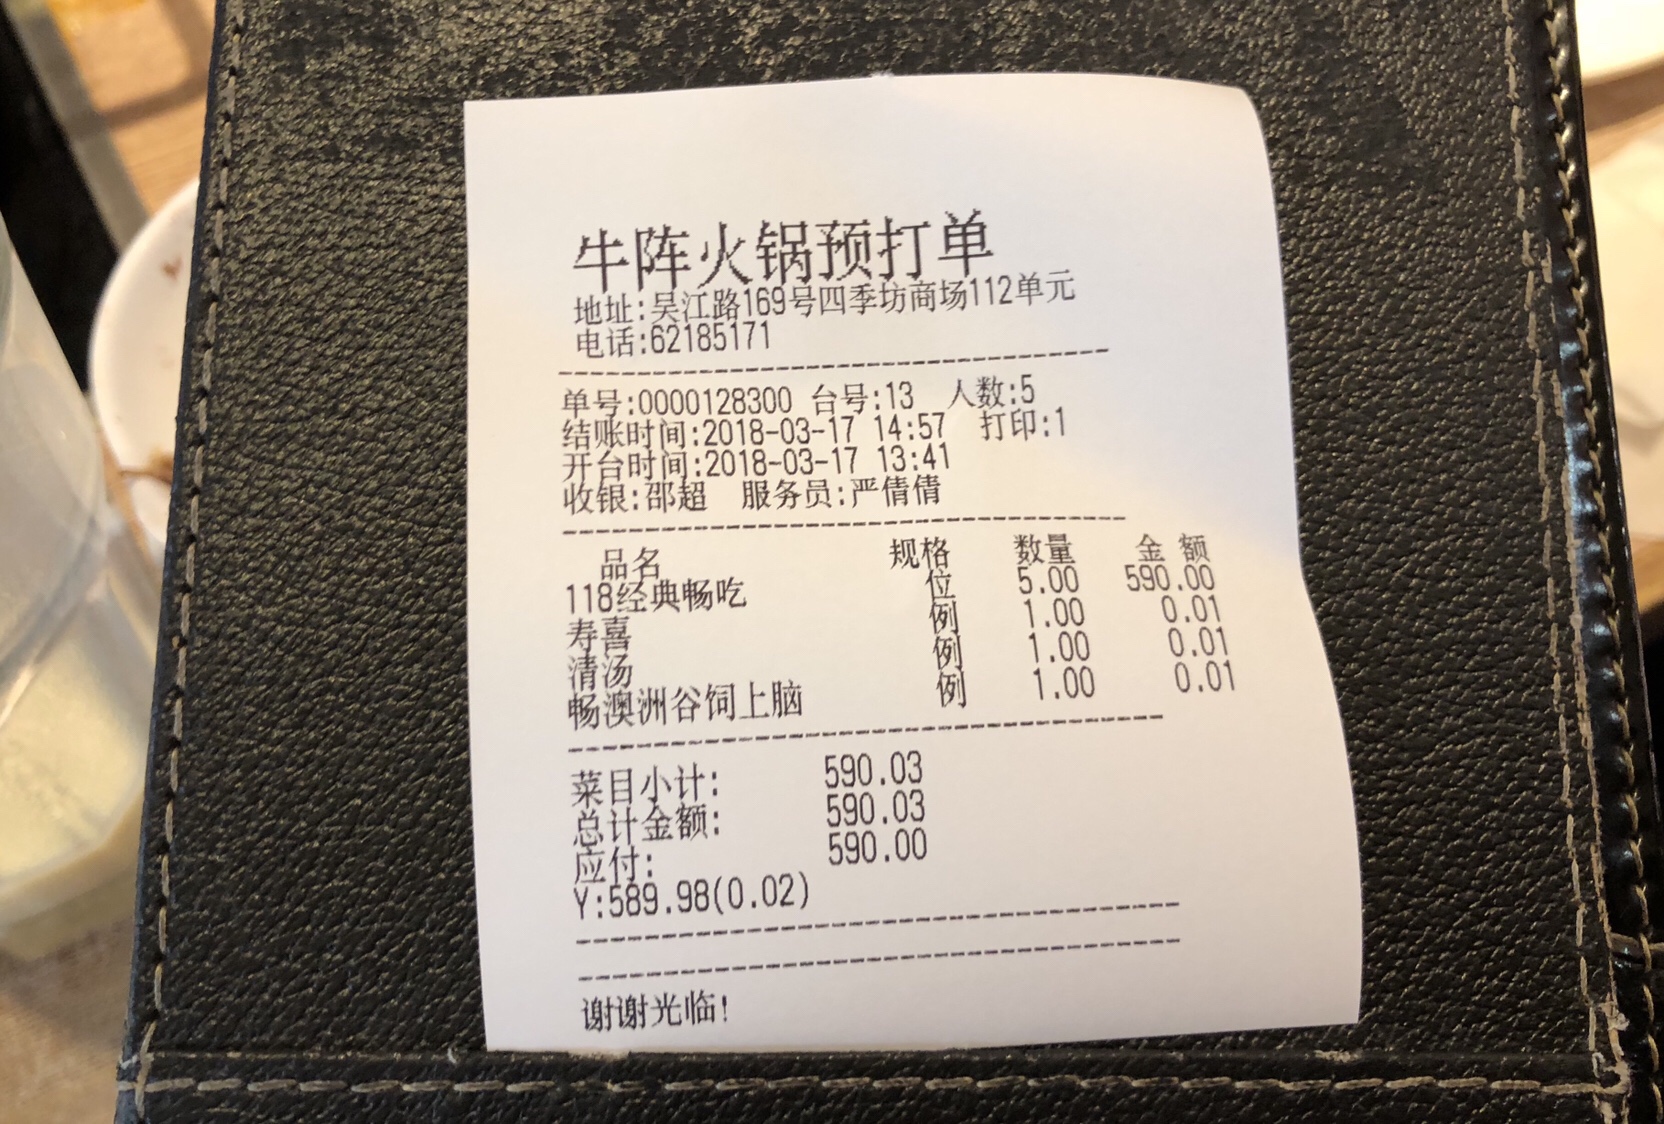 牛阵火锅预打单
地址:吴江路169号四季坊商场112单元
电话:62185171
单号:0000128300 台号:13 人数:5
结账时间:2018-03-17 14:57 打印:1
开台时间:2018-03-17 13:41
收银:邵超 服务员:严倩倩
品名 规格 数量 金 额
118经典畅吃 位 5.00 590.00
寿喜 例 1.00 0.01
清汤 例 1.00 0.01
畅澳洲谷饲上脑 例 1.00 0.01
菜目小计: 590.03
总计金额: 590.03
应付: 590.00
Y:589.98(0.02)
谢谢光临!